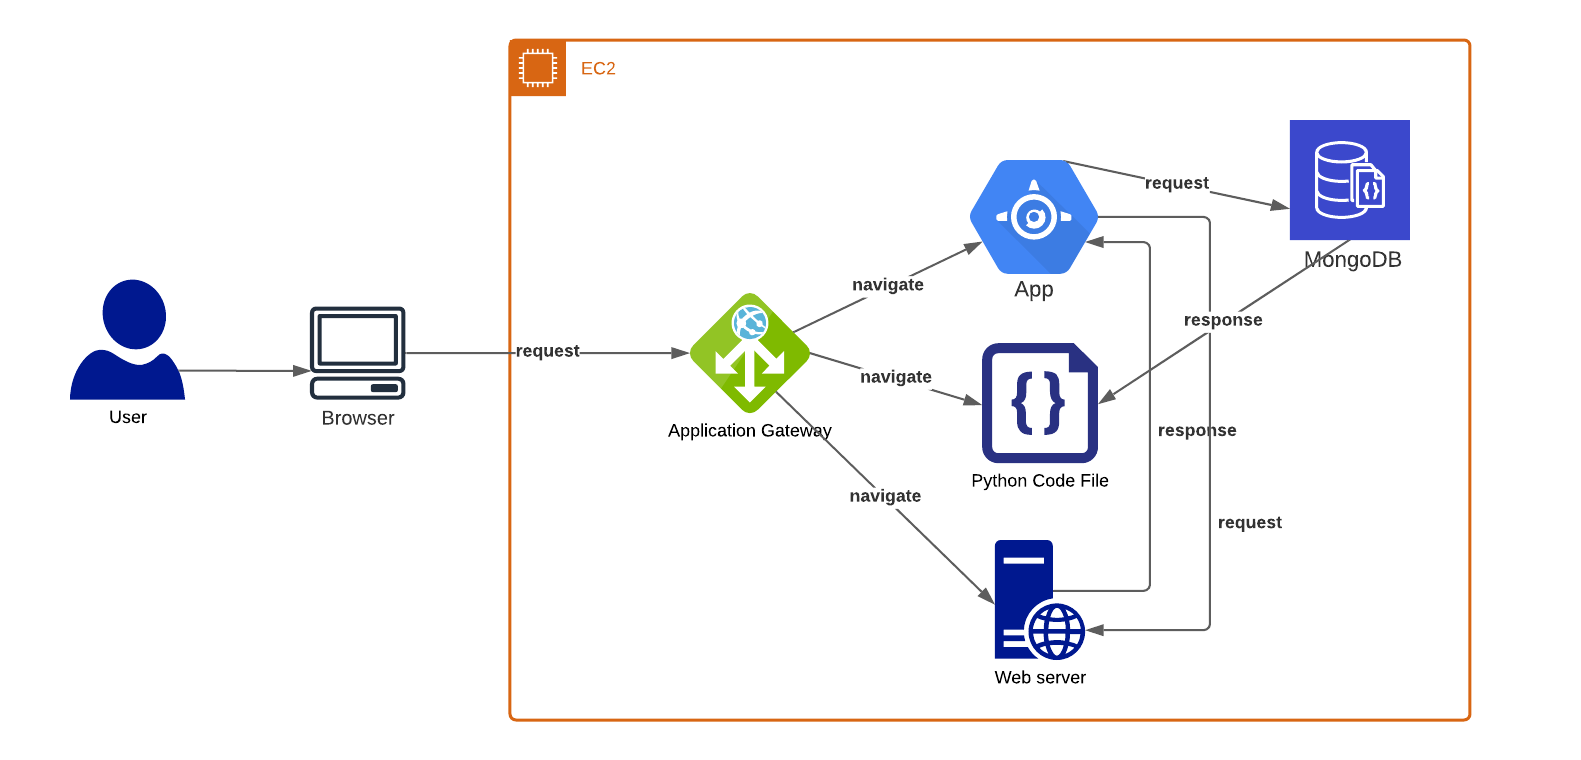 EC2
request
MongoDB
navigate
App
response
request
navigate
User
Browser
Application Gateway
response
Python Code File
navigate
request
Web server